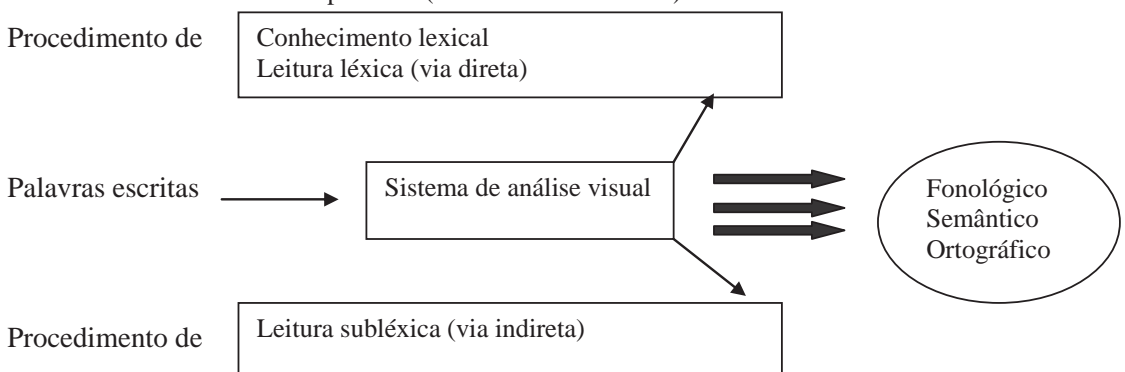 Procedimento de
Conhecimento lexical
Leitura léxica (via direta)
Palavras escritas
Sistema de análise visual
Fonológico
Semântico
Ortográfico
Procedimento de
Leitura subléxica (via indireta)